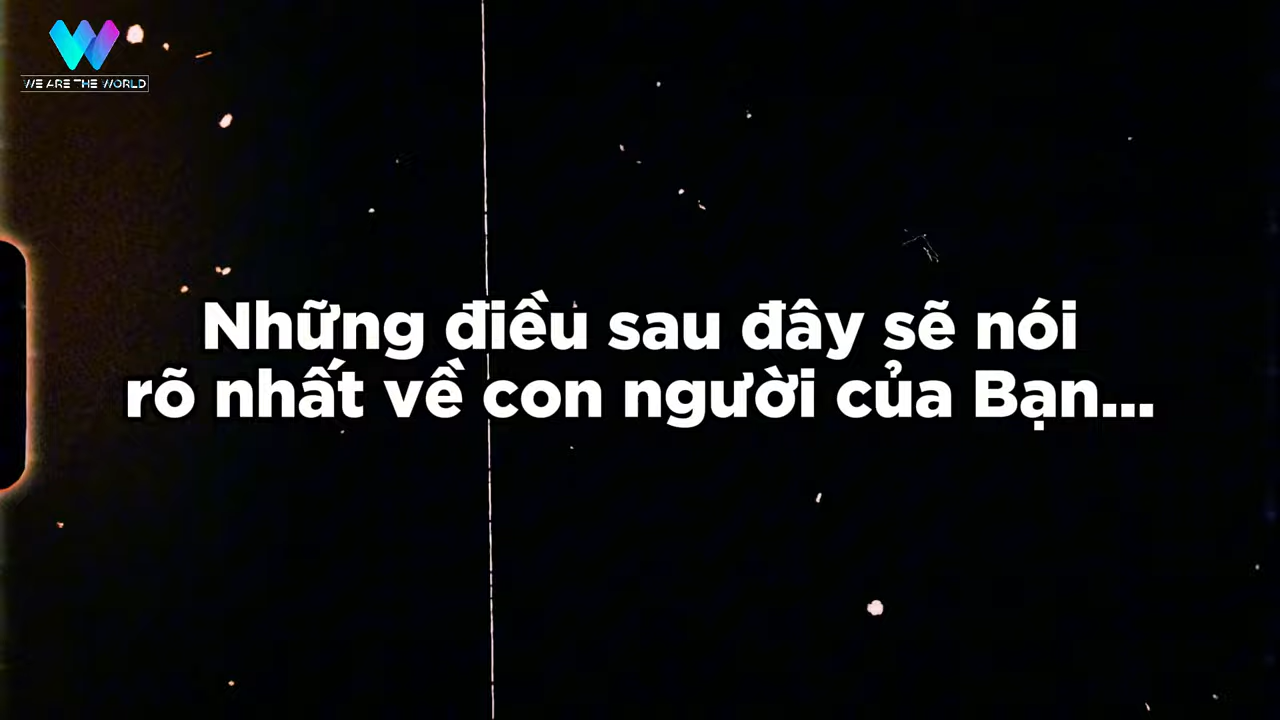 WE ARE THE WORLD
Những điều sau đây sẽ nói
rõ nhất về con người của Bạn...